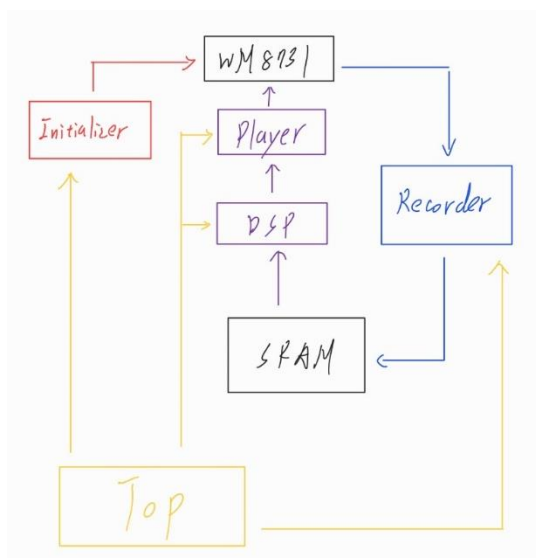 WM8731
Initializer
Player
Recorder
DSP
SRAM
Top